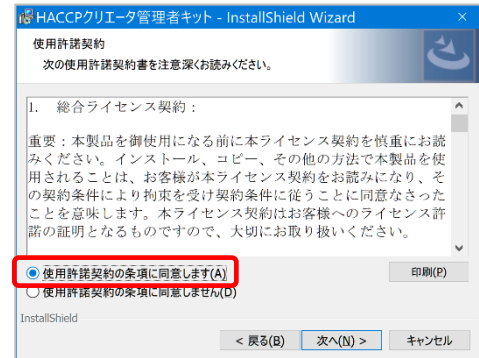 HACCPクリエータ管理者キット - InstallShield Wizard
使用許諾契約
次の使用許諾契約書を注意深くお読みください。
1. 総合ライセンス契約：
重要：本製品を御使用になる前に本ライセンス契約を慎重にお読
みください。インストール、コピー、その他の方法で本製品を使
用されることは、お客様が本ライセンス契約をお読みになり、そ
の契約条件により拘束を受け契約条件に従うことに同意なさった
ことを意味します。本ライセンス契約はお客様へのライセンス許
諾の証明となるものですので、大切にお取り扱いください。
使用許諾契約の条項に同意します(A)
印刷(P)
使用許諾契約の条項に同意しません(D)
InstallShield
< 戻る(B)
次へ(N) >
キャンセル